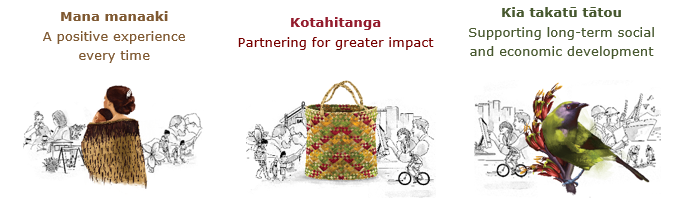 Mana manaaki
A positive experience
every time
Kotahitanga
Partnering for greater impact
Kia takatū tātou
Supporting long-term social
and economic development